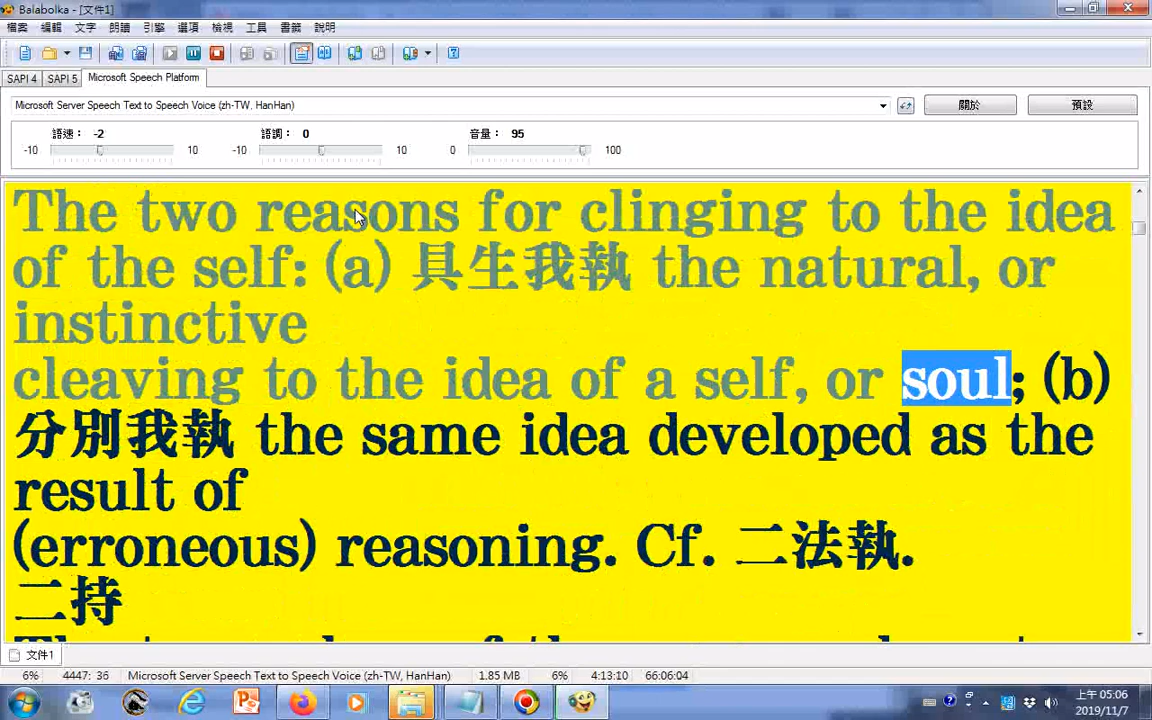 Balabolka - [文件1]
檔案 編輯 文字 朗讀 引擎 選項 檢視 工具 書籤 說明
SAPI 4 SAPI 5 Microsoft Speech Platform
Microsoft Server Speech Text to Speech Voice (zh-TW, HanHan) 關於 預設
語速： -2 語調： 0 音量： 95
-10 10 -10 10 0 100
The two reasons for clinging to the idea
of the self: (a) 具生我執 the natural, or
instinctive
cleaving to the idea of a self, or soul; (b)
分別我執 the same idea developed as the
result of
(erroneous) reasoning. Cf. 二法執.
二持
文件1
6% 4447: 36 Microsoft Server Speech Text to Speech Voice (zh-TW, HanHan) 1.85 MB 6% 4:13:10 66:06:04
上午 05:06
2019/11/7